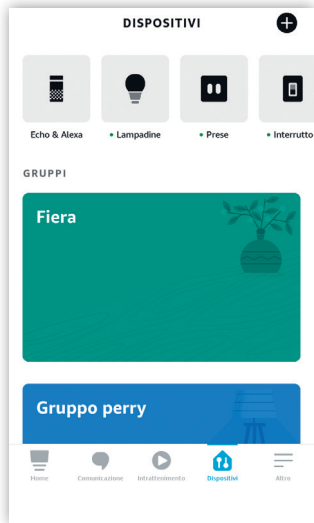 DISPOSITIVI
Echo & Alexa
• Lampadine
• Prese
• Interrutto
GRUPPI
Fiera
Gruppo perry
Home
Comunicazione
Intrattenimento
Dispositivi
Altro